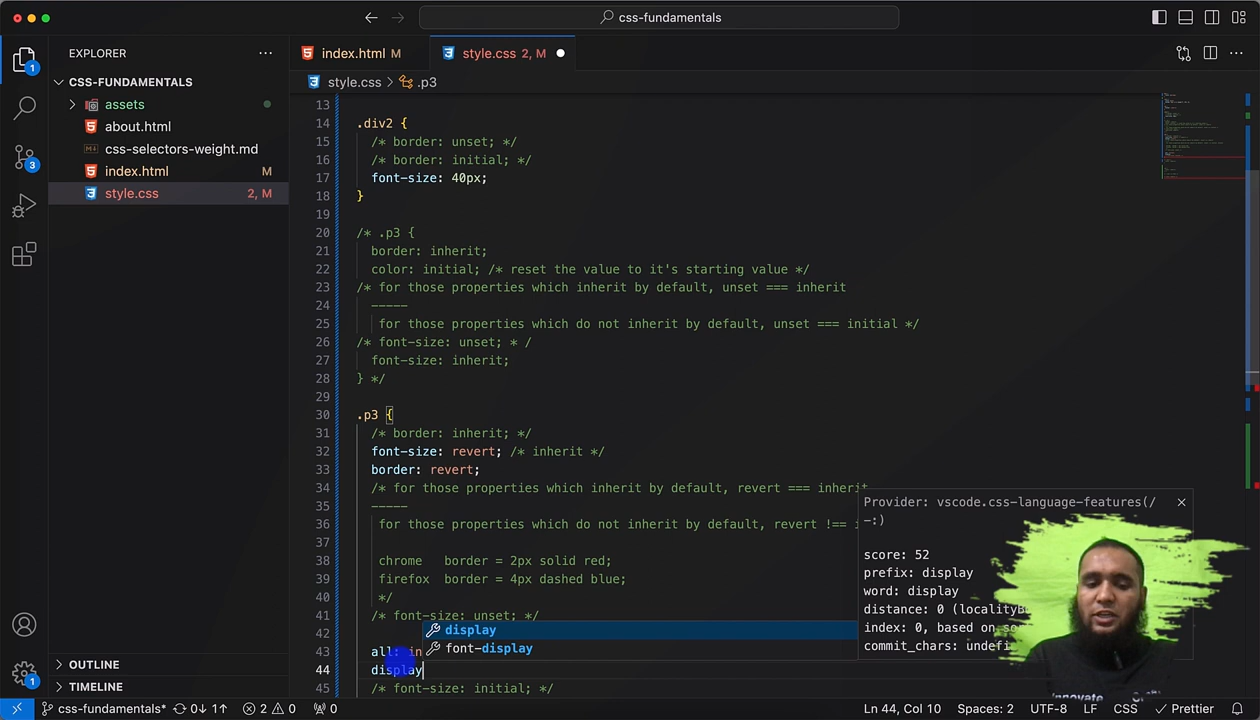 css-fundamentals
EXPLORER
index.html M
style.css 2, M
CSS-FUNDAMENTALS
style.css > .p3
assets
about.html
css-selectors-weight.md
index.html M
style.css 2, M
1
3
13
14 .div2 {
15 /* border: unset; */
16 /* border: initial; */
17 font-size: 40px;
18 }
19
20 /* .p3 {
21 border: inherit;
22 color: initial; /* reset the value to it's starting value */
23 /* for those properties which inherit by default, unset === inherit
24 -----
25 for those properties which do not inherit by default, unset === initial */
26 /* font-size: unset; * /
27 font-size: inherit;
28 } */
29
30 .p3 {
31 /* border: inherit; */
32 font-size: revert; /* inherit */
33 border: revert;
34 /* for those properties which inherit by default, revert === inherit
35 -----
36 for those properties which do not inherit by default, revert !==
37
38 chrome border = 2px solid red;
39 firefox border = 4px dashed blue;
40 */
41 /* font-size: unset; */
42
43 all: in
44 display
45 /* font-size: initial; */
display
font-display
Provider: vscode.css-language-features(/
-:)
score: 52
prefix: display
word: display
distance: 0
index: 0, based on
commit_chars:
OUTLINE
TIMELINE
1
css-fundamentals* 0↓ 1↑ 2 0 0
Ln 44, Col 10 Spaces: 2 UTF-8 LF CSS Prettier